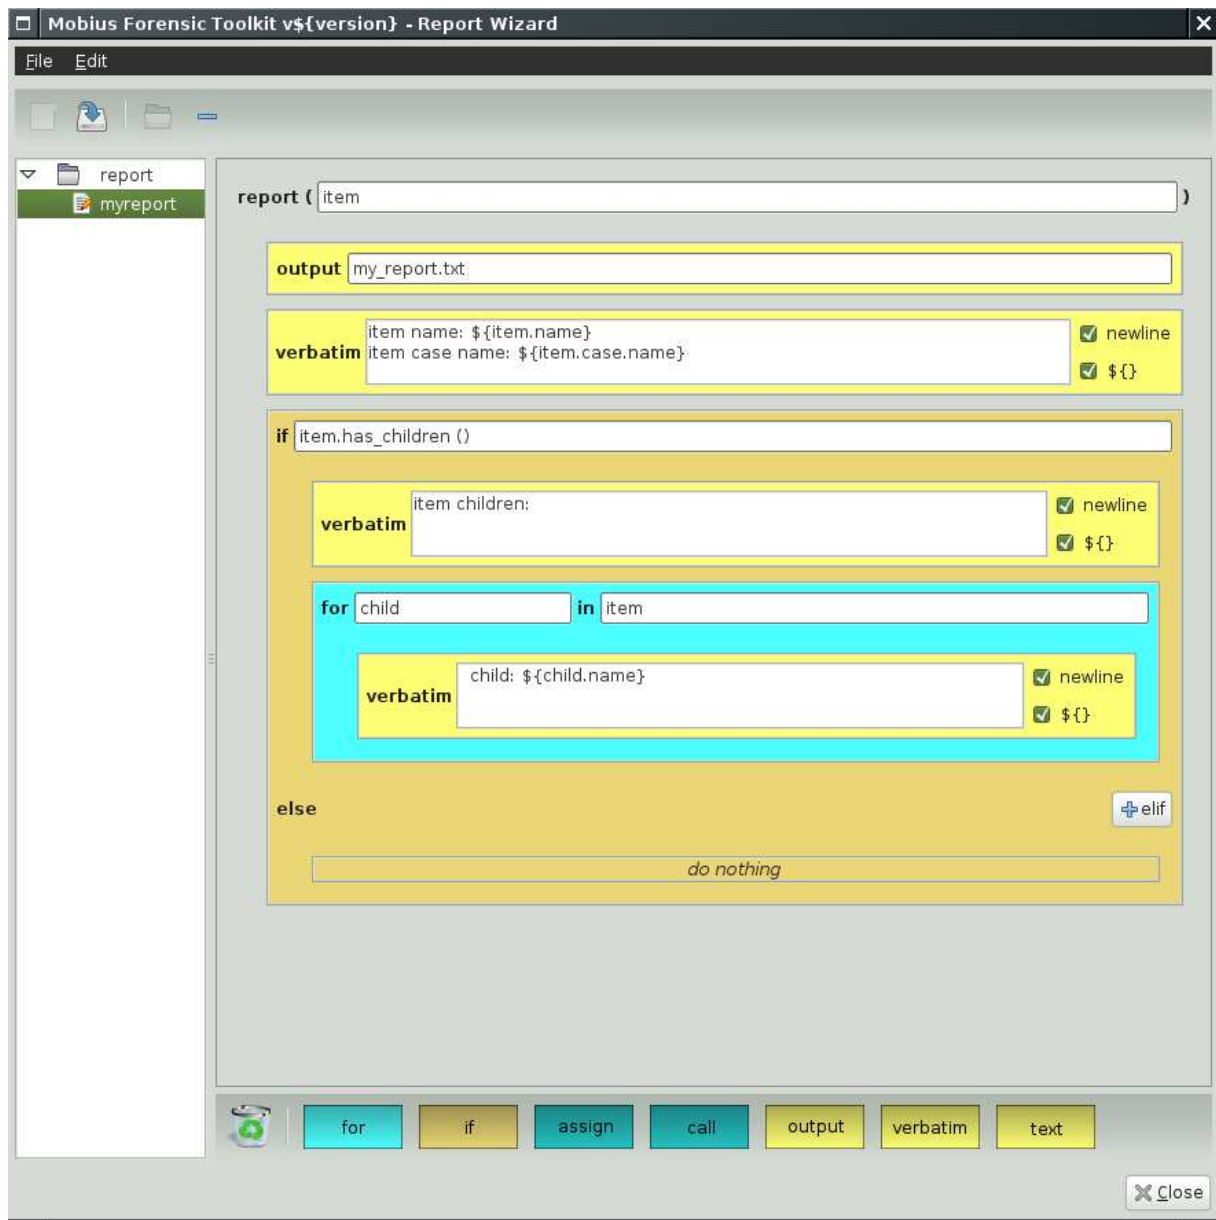 Mobius Forensic Toolkit v${version} - Report Wizard
File Edit
report
myreport
report ( item )
output my_report.txt
verbatim item name: ${item.name}
item case name: ${item.case.name}
newline
${}
if item.has_children ()
verbatim item children:
newline
${}
for child in item
verbatim child: ${child.name}
newline
${}
else elif
do nothing
for if assign call output verbatim text
Close